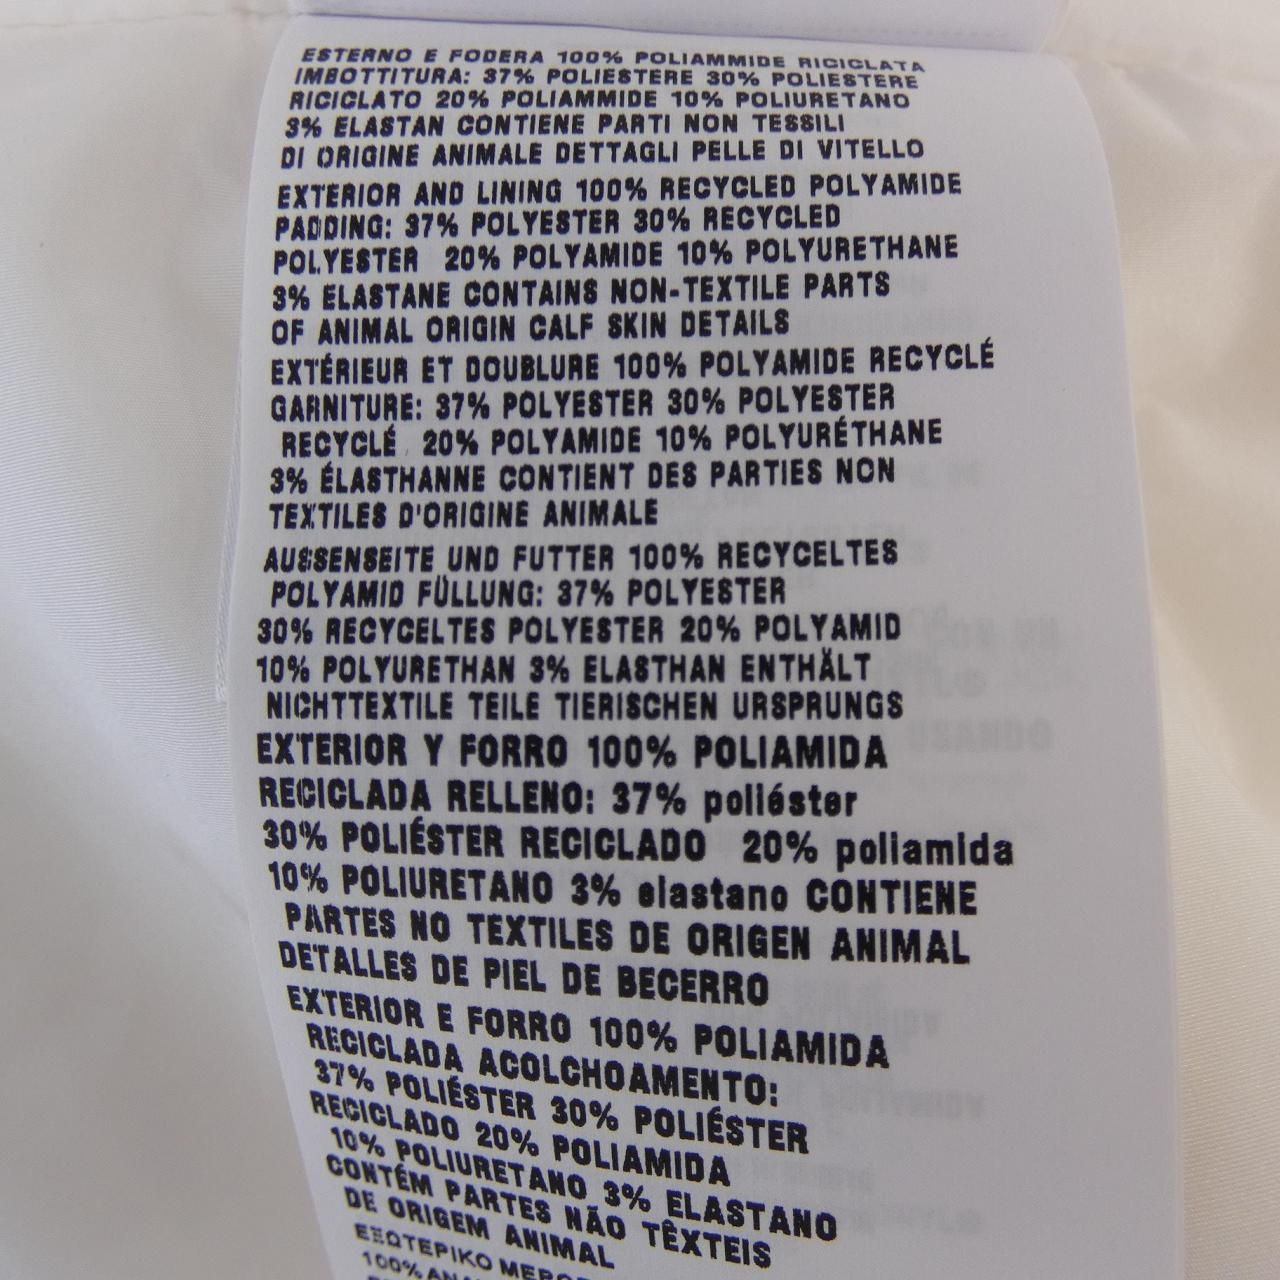 ESTERNO E FODERA 100% POLIAMMIDE RICICLATA
IMBOTTITURA: 37% POLIESTERE 30% POLIESTERE
RICICLATO 20% POLIAMMIDE 10% POLIURETANO
3% ELASTAN CONTIENE PARTI NON TESSILI
DI ORIGINE ANIMALE DETTAGLI PELLE DI VITELLO
EXTERIOR AND LINING 100% RECYCLED POLYAMIDE
PADDING: 37% POLYESTER 30% RECYCLED
POLYESTER 20% POLYAMIDE 10% POLYURETHANE
3% ELASTANE CONTAINS NON-TEXTILE PARTS
OF ANIMAL ORIGIN CALF SKIN DETAILS
EXTÉRIEUR ET DOUBLURE 100% POLYAMIDE RECYCLÉ
GARNITURE: 37% POLYESTER 30% POLYESTER
RECYCLÉ 20% POLYAMIDE 10% POLYURÉTHANE
3% ÉLASTHANNE CONTIENT DES PARTIES NON
TEXTILES D'ORIGINE ANIMALE
AUSSENSEITE UND FUTTER 100% RECYCELTES
POLYAMID FÜLLUNG: 37% POLYESTER
30% RECYCELTES POLYESTER 20% POLYAMID
10% POLYURETHAN 3% ELASTHAN ENTHÄLT
NICHTTEXTILE TEILE TIERISCHEN URSPRUNGS
EXTERIOR Y FORRO 100% POLIAMIDA
RECICLADA RELLENO: 37% poliéster
30% POLIÉSTER RECICLADO 20% poliamida
10% POLIURETANO 3% elastano CONTIENE
PARTES NO TEXTILES DE ORIGEN ANIMAL
DETALLES DE PIEL DE BECERRO
EXTERIOR E FORRO 100% POLIAMIDA
RECICLADA ACOLCHOAMENTO:
37% POLIÉSTER 30% POLIÉSTER
RECICLADO 20% POLIAMIDA
10% POLIURETANO 3% ELASTANO
CONTÉM PARTES NÃO TÊXTEIS
DE ORIGEM ANIMAL
100%